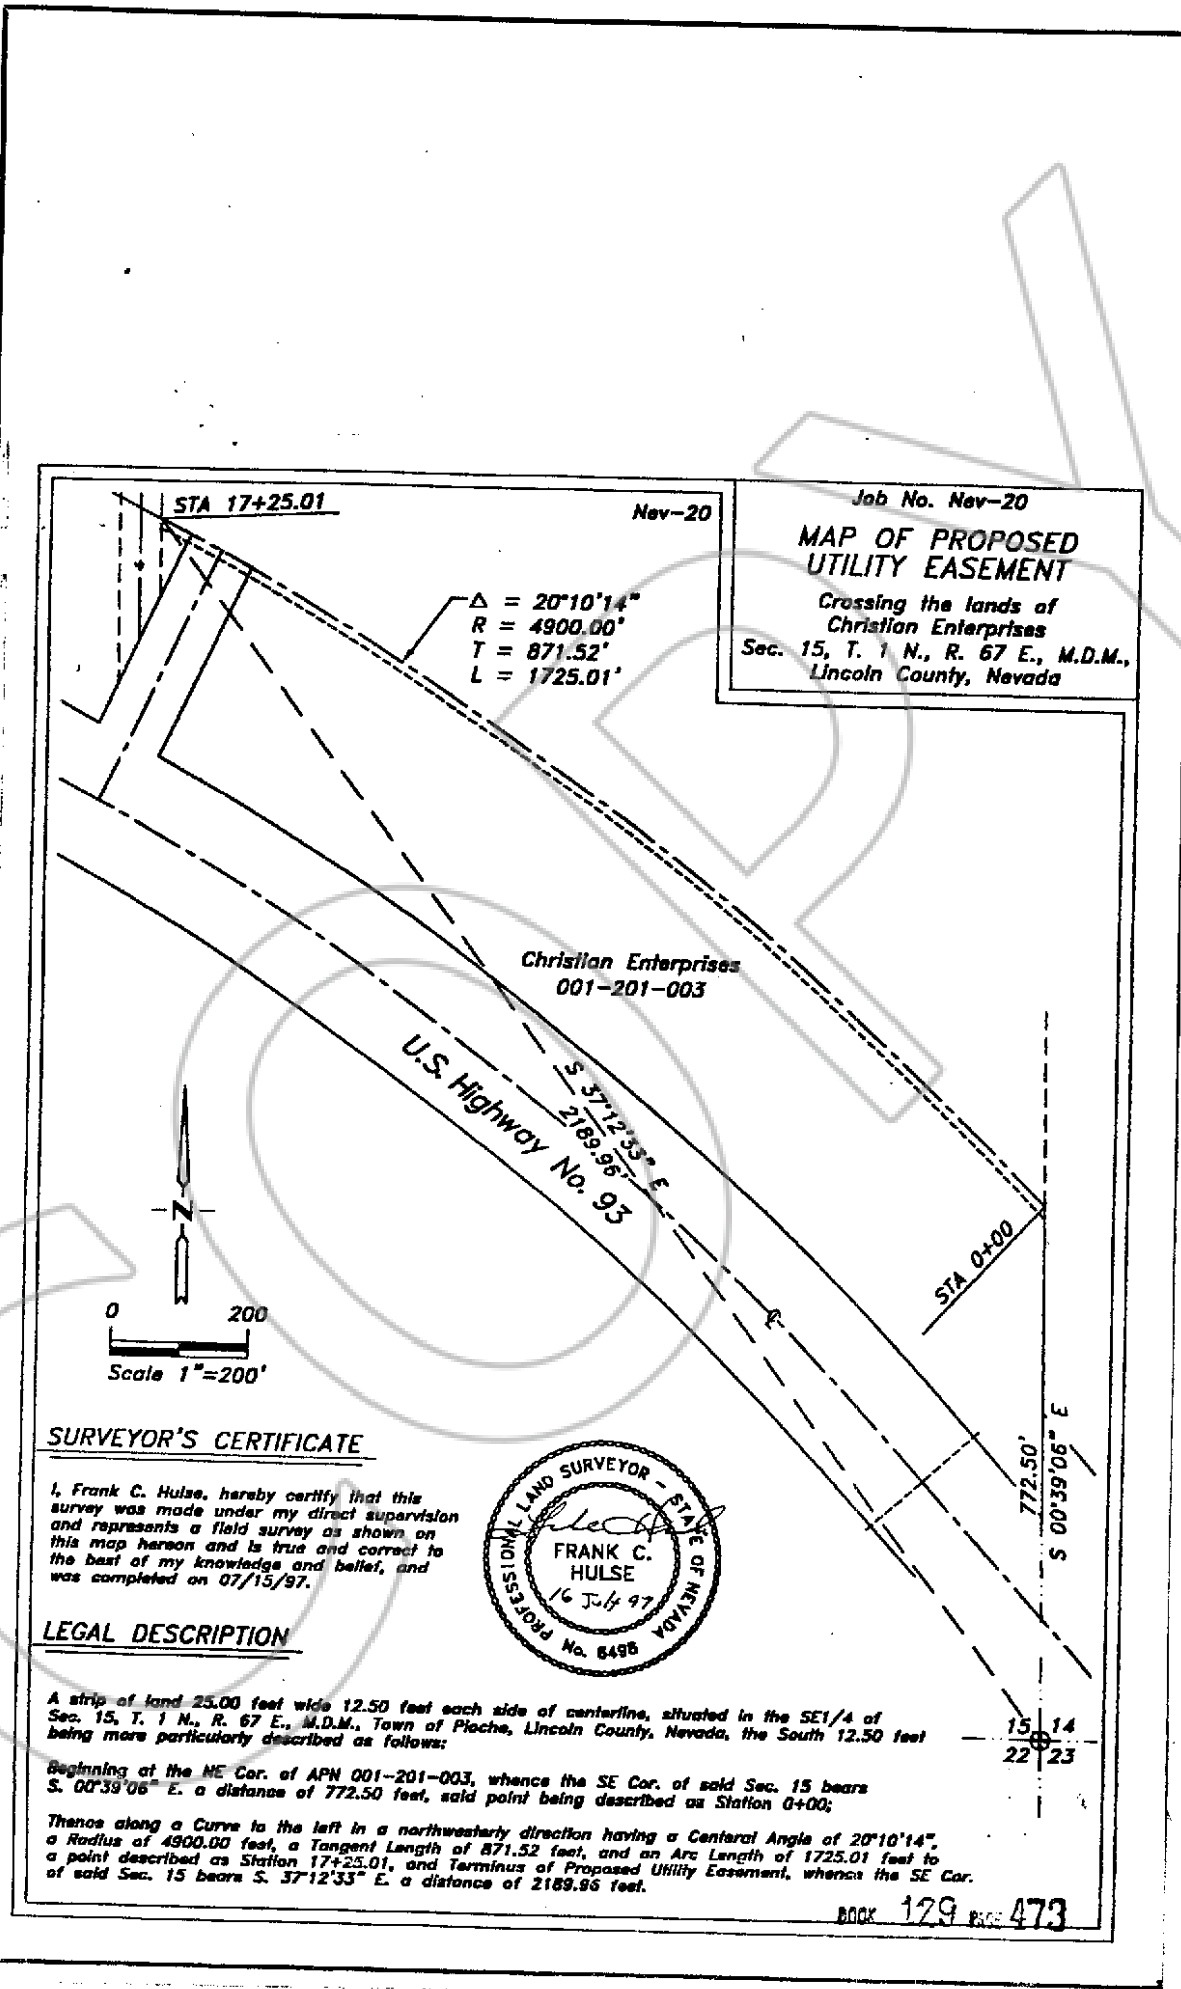 STA 17+25.01
Nev-20
Job No. Nev-20
MAP OF PROPOSED
UTILITY EASEMENT
Crossing the lands of
Christian Enterprises
Sec. 15, T. 1 N., R. 67 E., M.D.M.,
Lincoln County, Nevada
Δ = 20°10'14"
R = 4900.00'
T = 871.52'
L = 1725.01'
Christian Enterprises
001-201-003
U.S. Highway No. 93
S 37°12'33" E
2189.96'
STA 0+00
772.50'
S 00°39'06" E
N
0 200
Scale 1"=200'
SURVEYOR'S CERTIFICATE
I, Frank C. Hulse, hereby certify that this
survey was made under my direct supervision
and represents a field survey as shown on
this map hereon and is true and correct to
the best of my knowledge and belief, and
was completed on 07/15/97.
PROFESSIONAL LAND SURVEYOR - STATE OF NEVADA
FRANK C.
HULSE
16 July 97
No. 6498
LEGAL DESCRIPTION
A strip of land 25.00 feet wide 12.50 feet each side of centerline, situated in the SE1/4 of
Sec. 15, T. 1 N., R. 67 E., M.D.M., Town of Pioche, Lincoln County, Nevada, the South 12.50 feet
being more particularly described as follows:
Beginning at the NE Cor. of APN 001-201-003, whence the SE Cor. of said Sec. 15 bears
S. 00°39'06" E. a distance of 772.50 feet, said point being described as Station 0+00;
Thence along a Curve to the left in a northwesterly direction having a Centeral Angle of 20°10'14",
a Radius of 4900.00 feet, a Tangent Length of 871.52 feet, and an Arc Length of 1725.01 feet to
a point described as Station 17+25.01, and Terminus of Proposed Utility Easement, whence the SE Cor.
of said Sec. 15 bears S. 37°12'33" E. a distance of 2189.96 feet.
15 14
22 23
BOOK 129 PAGE 473
COPY